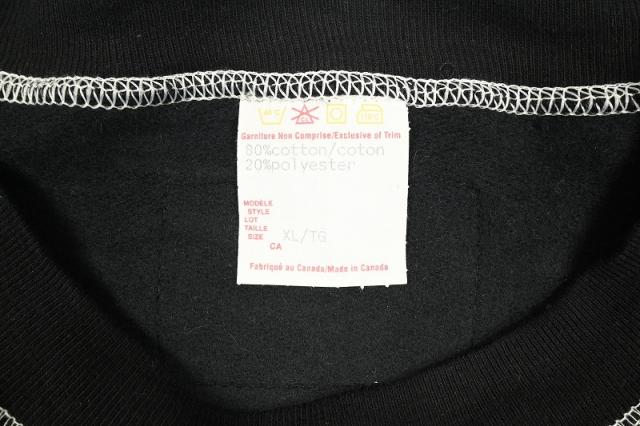 Garniture Non Comprise/Exclusive of Trim
80%cotton/coton
20%polyester
MODÈLE
STYLE
LOT
TAILLE
SIZE XL/TG
CA
Fabriqué au Canada/Made in Canada